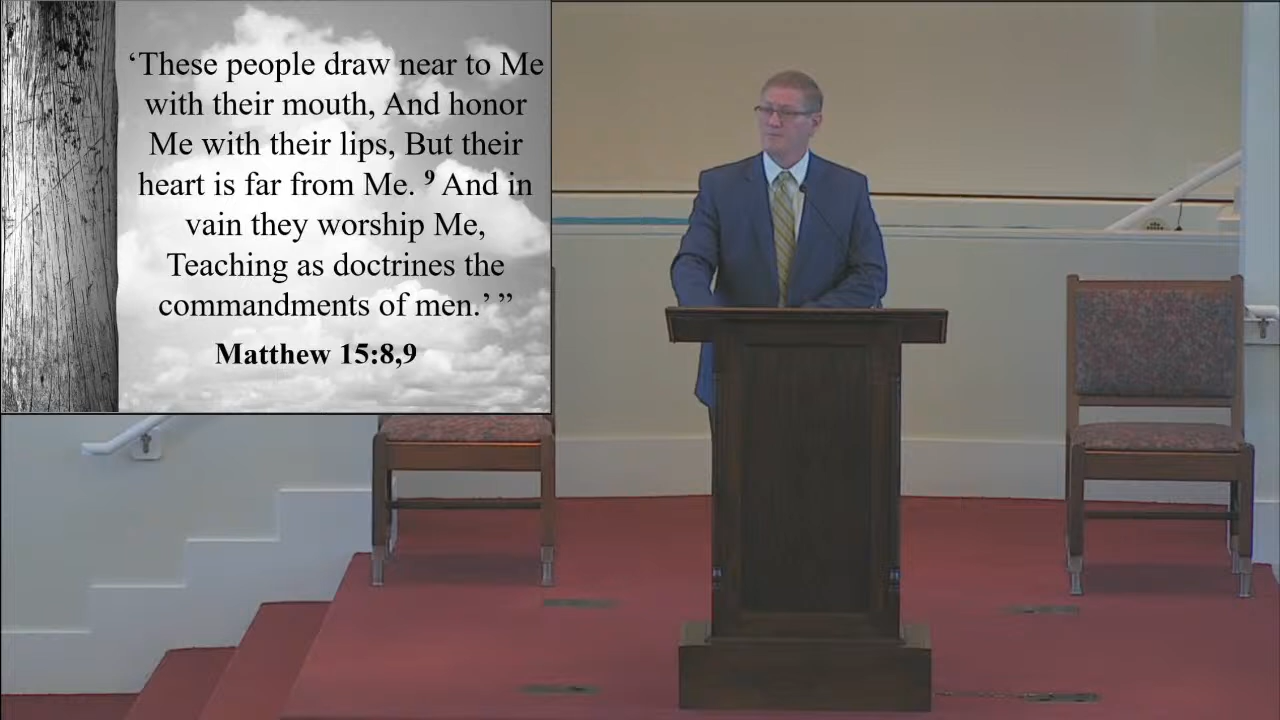 ‘These people draw near to Me
with their mouth, And honor
Me with their lips, But their
heart is far from Me. ⁹ And in
vain they worship Me,
Teaching as doctrines the
commandments of men.’ ”
Matthew 15:8,9